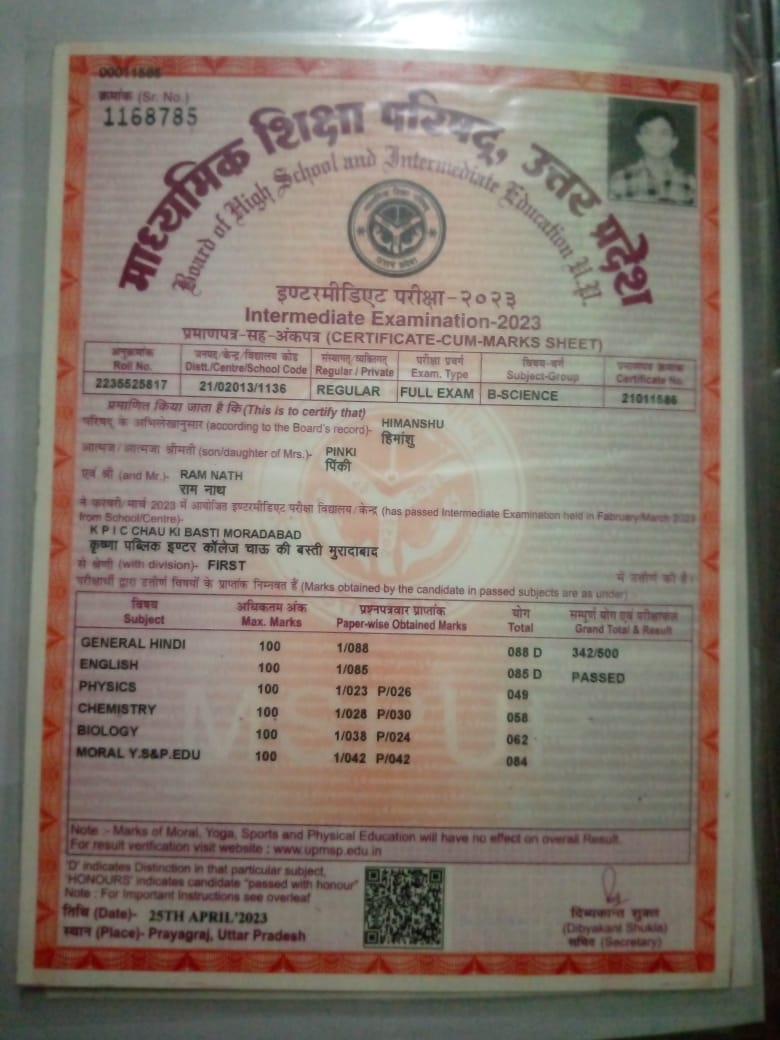 00011586
क्रमांक (Sr. No.)
1168785
माध्यमिक शिक्षा परिषद्, उत्तर प्रदेश
Board of High School and Intermediate Education U.P.
इण्टरमीडिएट परीक्षा-२०२३
Intermediate Examination-2023
प्रमाणपत्र-सह-अंकपत्र (CERTIFICATE-CUM-MARKS SHEET)
अनुक्रमांक जनपद/केन्द्र/विद्यालय कोड संस्थागत/व्यक्तिगत परीक्षा प्रवर्ग विषय-वर्ग प्रमाणपत्र क्रमांक
Roll No. Distt./Centre/School Code Regular / Private Exam. Type Subject-Group Certificate No.
2235525817 21/02013/1136 REGULAR FULL EXAM B-SCIENCE 21011586
प्रमाणित किया जाता है कि (This is to certify that)
परिषद् के अभिलेखानुसार (according to the Board's record)- HIMANSHU
हिमांशु
आत्मज/आत्मजा श्रीमती (son/daughter of Mrs.)- PINKI
पिंकी
एवं श्री (and Mr.)- RAM NATH
राम नाथ
ने फरवरी/मार्च 2023 में आयोजित इण्टरमीडिएट परीक्षा विद्यालय/केन्द्र (has passed Intermediate Examination held in Fabruery/March 2023
from School/Centre)-
K P I C CHAU KI BASTI MORADABAD
कृष्णा पब्लिक इण्टर कॉलेज चाऊ की बस्ती मुरादाबाद
से श्रेणी (with division)- FIRST में उत्तीर्ण की है।
परीक्षार्थी द्वारा उत्तीर्ण विषयों के प्राप्तांक निम्नवत हैं (Marks obtained by the candidate in passed subjects are as under)
विषय अधिकतम अंक प्रश्नपत्रवार प्राप्तांक योग सम्पूर्ण योग एवं परीक्षाफल
Subject Max. Marks Paper-wise Obtained Marks Total Grand Total & Result
GENERAL HINDI 100 1/088 088 D 342/500
ENGLISH 100 1/085 085 D PASSED
PHYSICS 100 1/023 P/026 049
CHEMISTRY 100 1/028 P/030 058
BIOLOGY 100 1/038 P/024 062
MORAL Y.S&P.EDU 100 1/042 P/042 084
Note :- Marks of Moral, Yoga, Sports and Physical Education will have no effect on overall Result.
For result verification visit website : www.upmsp.edu.in
'D' indicates Distinction in that particular subject,
'HONOURS' indicates candidate "passed with honour"
Note : For Important Instructions see overleaf
तिथि (Date)- 25TH APRIL'2023
स्थान (Place)- Prayagraj, Uttar Pradesh
दिव्यकान्त शुक्ल
(Dibyakant Shukla)
सचिव (Secretary)